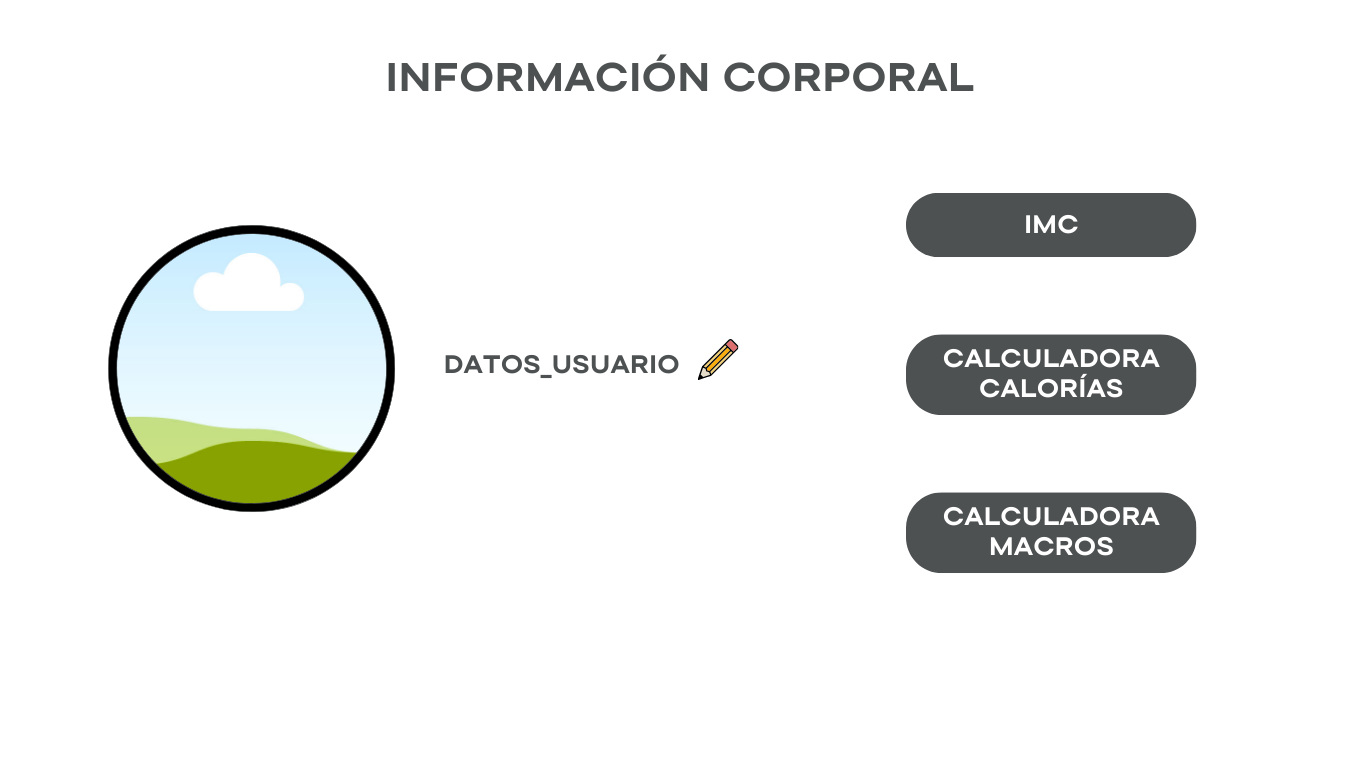 INFORMACIÓN CORPORAL
IMC
DATOS_USUARIO
CALCULADORA
CALORÍAS
CALCULADORA
MACROS